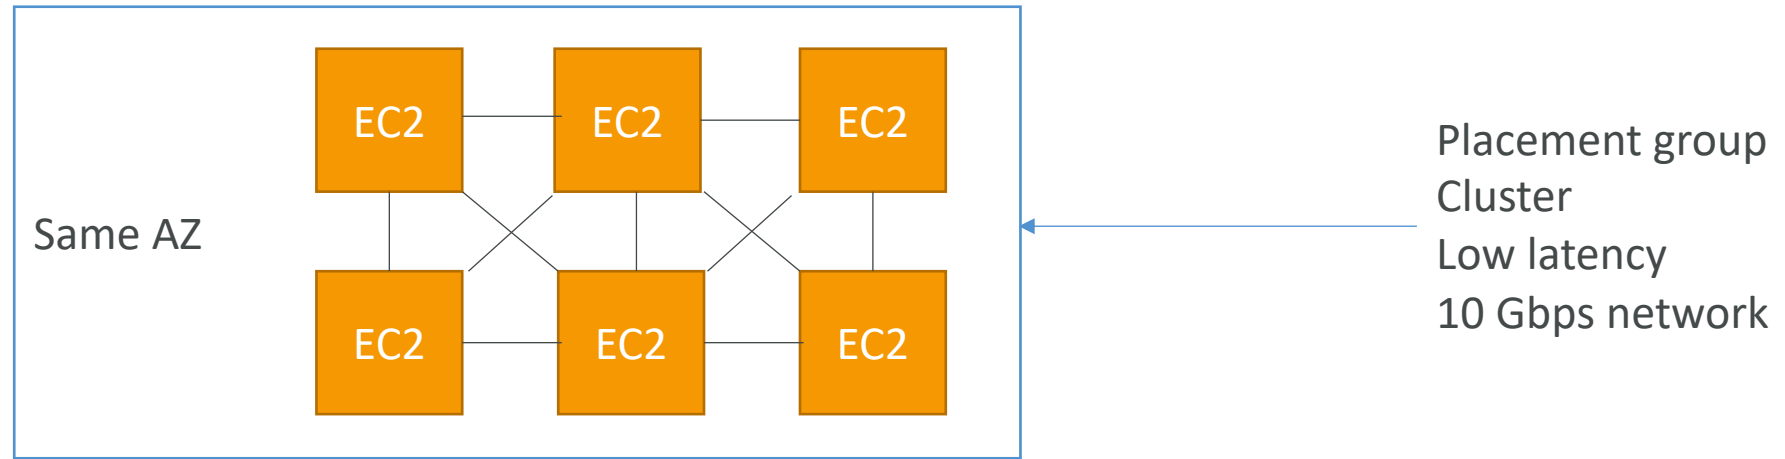 EC2
EC2
EC2
Same AZ
EC2
EC2
EC2
Placement group
Cluster
Low latency
10 Gbps network